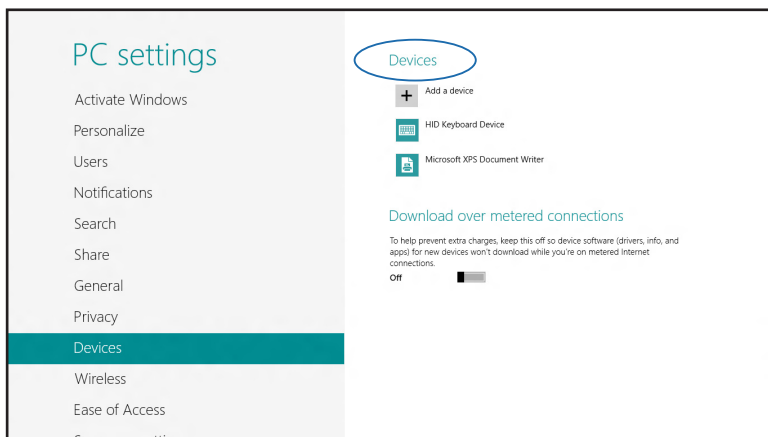 PC settings
Activate Windows
Personalize
Users
Notifications
Search
Share
General
Privacy
Devices
Wireless
Ease of Access
Devices
Add a device
HID Keyboard Device
Microsoft XPS Document Writer
Download over metered connections
To help prevent extra charges, keep this off so device software (drivers, info, and
apps) for new devices won't download while you're on metered Internet
connections.
Off